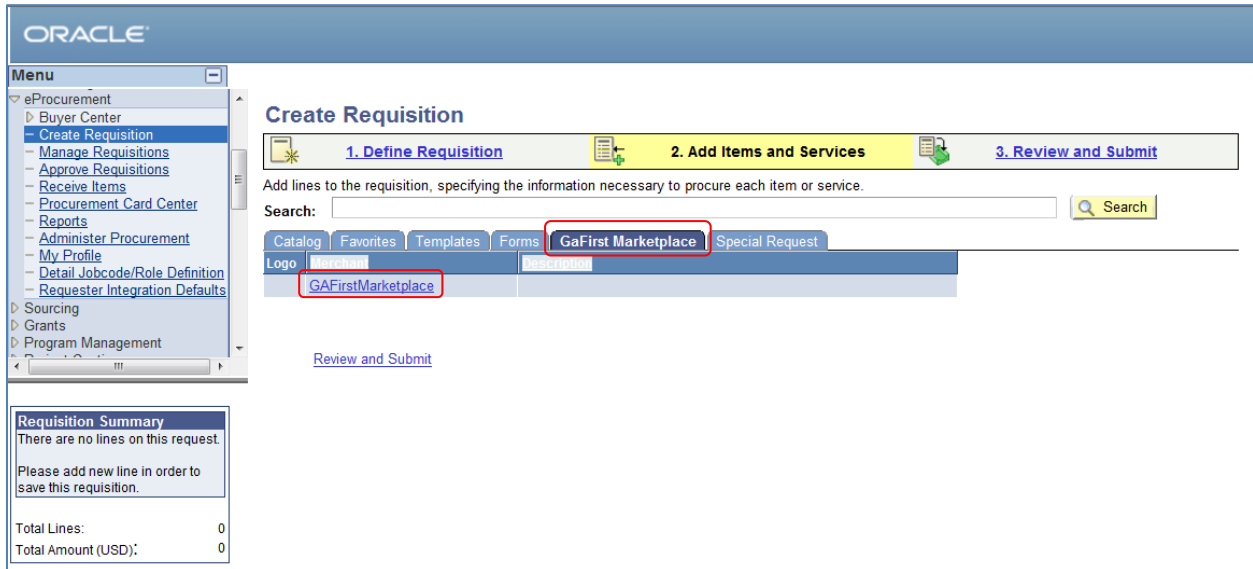 ORACLE
Menu
eProcurement
Buyer Center
Create Requisition
Manage Requisitions
Approve Requisitions
Receive Items
Procurement Card Center
Reports
Administer Procurement
My Profile
Detail Jobcode/Role Definition
Requester Integration Defaults
Sourcing
Grants
Program Management
Requisition Summary
There are no lines on this request.
Please add new line in order to
save this requisition.
Total Lines: 0
Total Amount (USD): 0
Create Requisition
1. Define Requisition 2. Add Items and Services 3. Review and Submit
Add lines to the requisition, specifying the information necessary to procure each item or service.
Search: Search
Catalog Favorites Templates Forms GaFirst Marketplace Special Request
Logo Merchant Description
GAFirstMarketplace
Review and Submit